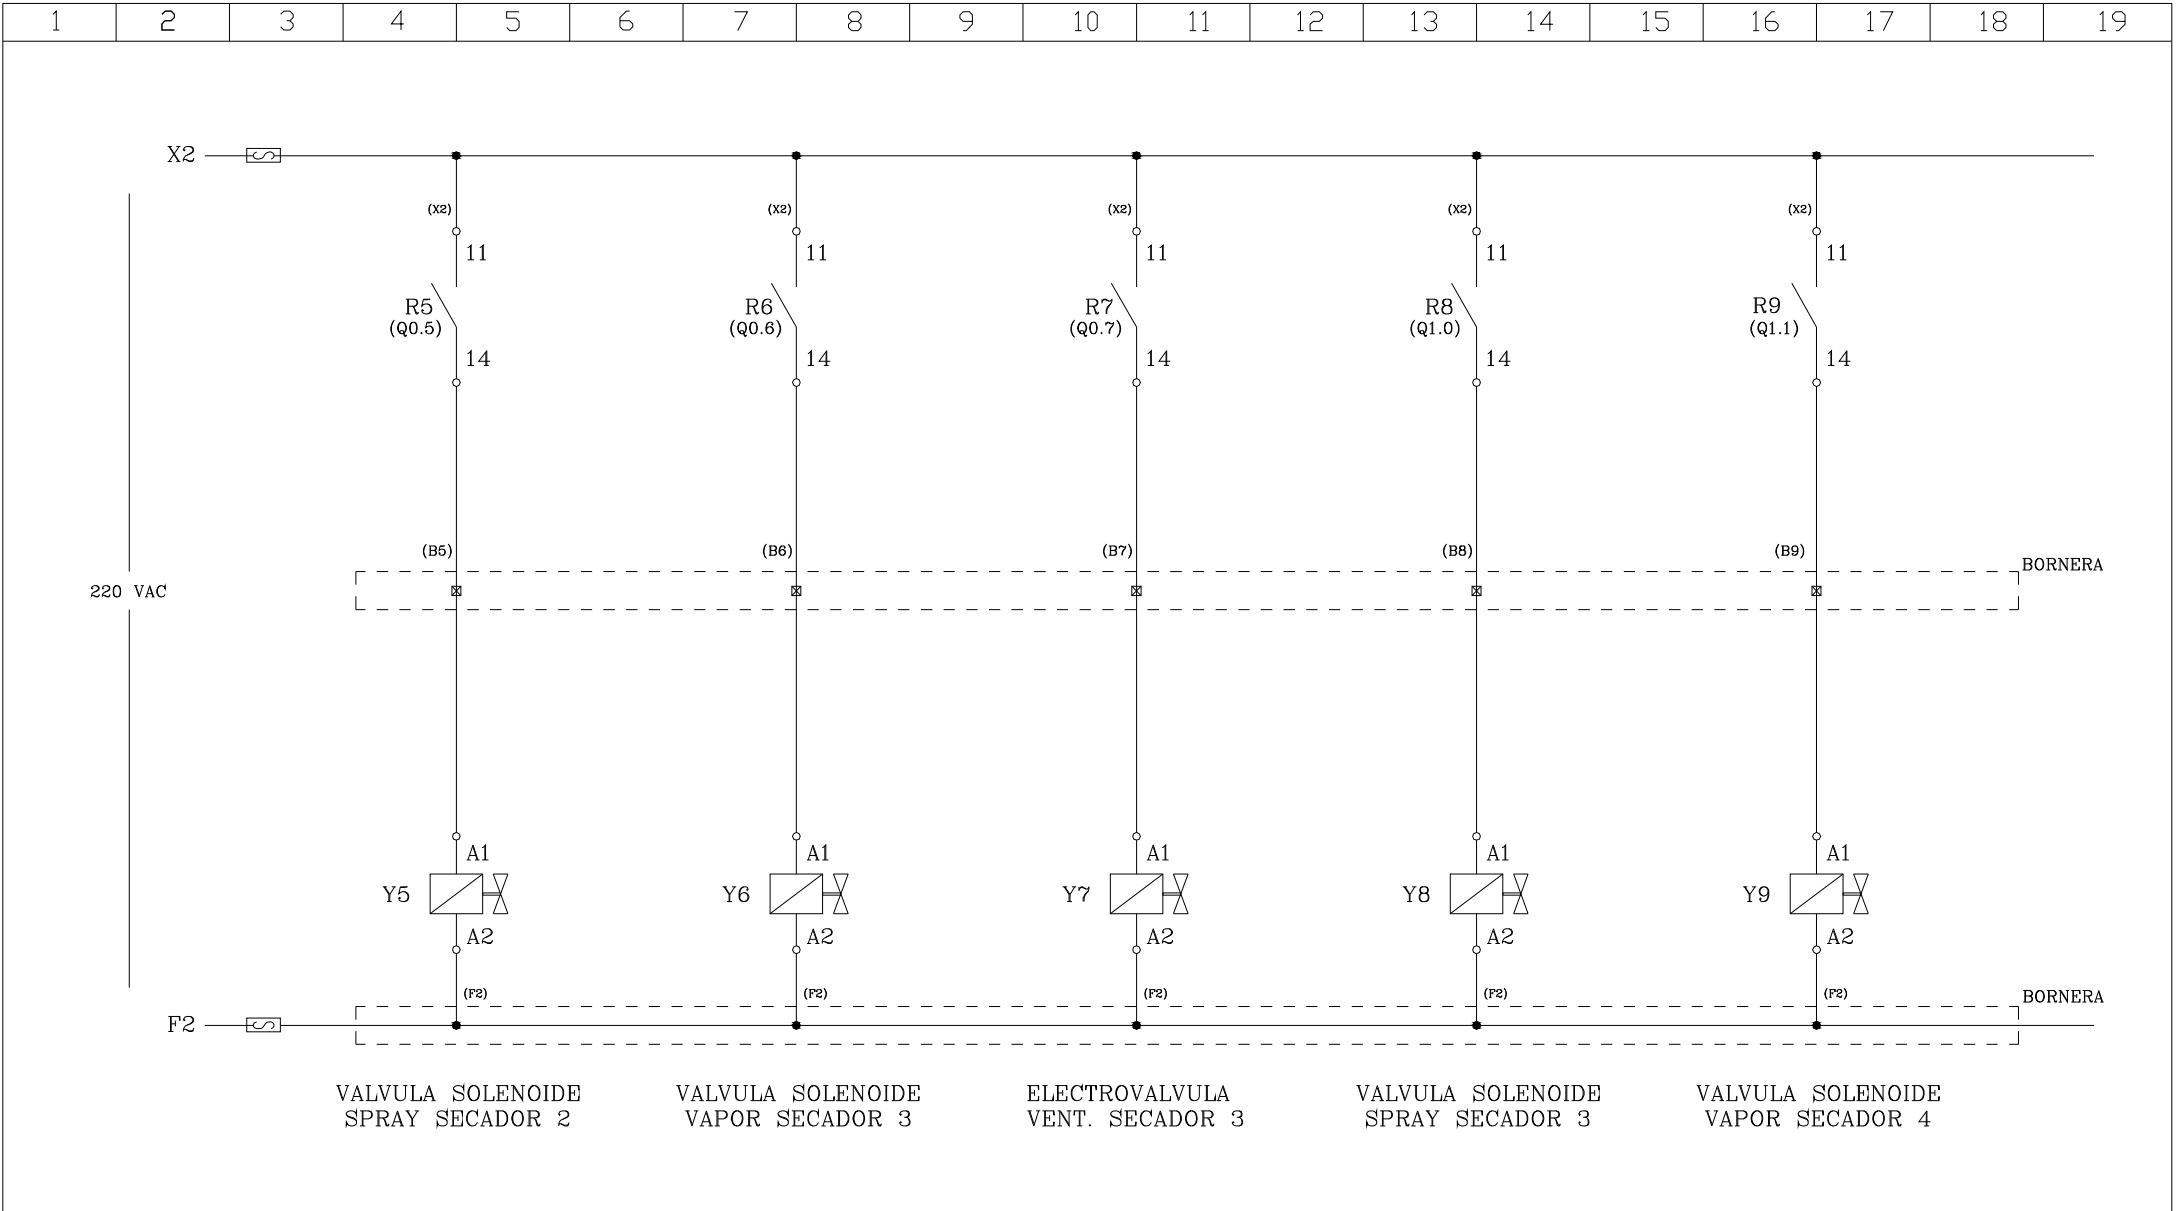 1 2 3 4 5 6 7 8 9 10 11 12 13 14 15 16 17 18 19
X2
(X2) (X2) (X2) (X2) (X2)
11 11 11 11 11
R5 R6 R7 R8 R9
(Q0.5) (Q0.6) (Q0.7) (Q1.0) (Q1.1)
14 14 14 14 14
(B5) (B6) (B7) (B8) (B9)
BORNERA
220 VAC
A1 A1 A1 A1 A1
Y5 Y6 Y7 Y8 Y9
A2 A2 A2 A2 A2
(F2) (F2) (F2) (F2) (F2)
BORNERA
F2
VALVULA SOLENOIDE
SPRAY SECADOR 2
VALVULA SOLENOIDE
VAPOR SECADOR 3
ELECTROVALVULA
VENT. SECADOR 3
VALVULA SOLENOIDE
SPRAY SECADOR 3
VALVULA SOLENOIDE
VAPOR SECADOR 4